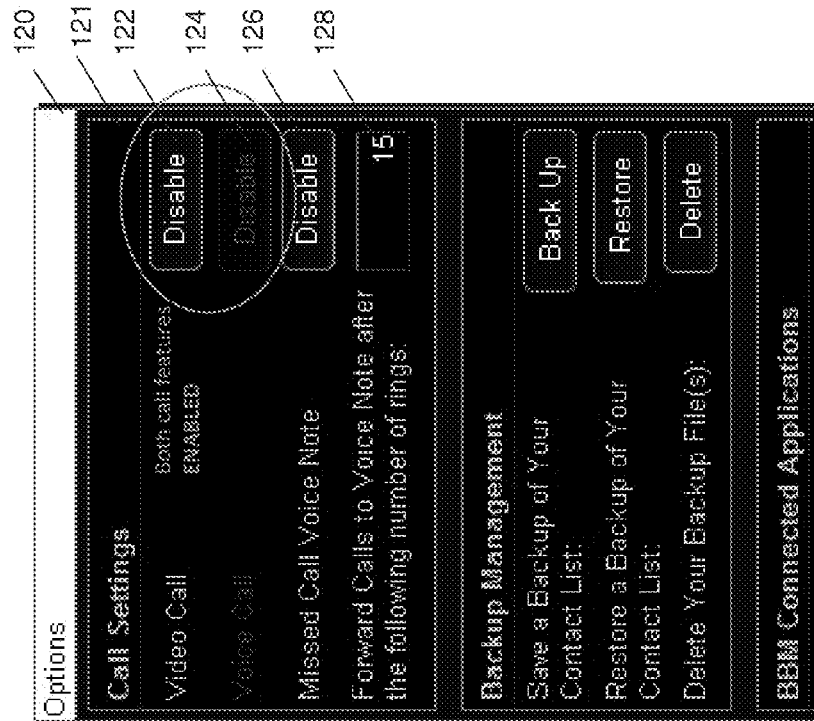 120
121
122
124
126
128
Options
Call Settings
Video Call
Both call features
ENABLED
Disable
Voice Call
Disable
Missed Call Voice Note
Disable
Forward Calls to Voice Note after
the following number of rings:
15
Backup Management
Save a Backup of Your
Contact List:
Back Up
Restore a Backup of Your
Contact List:
Restore
Delete Your Backup File(s):
Delete
BBM Connected Applications